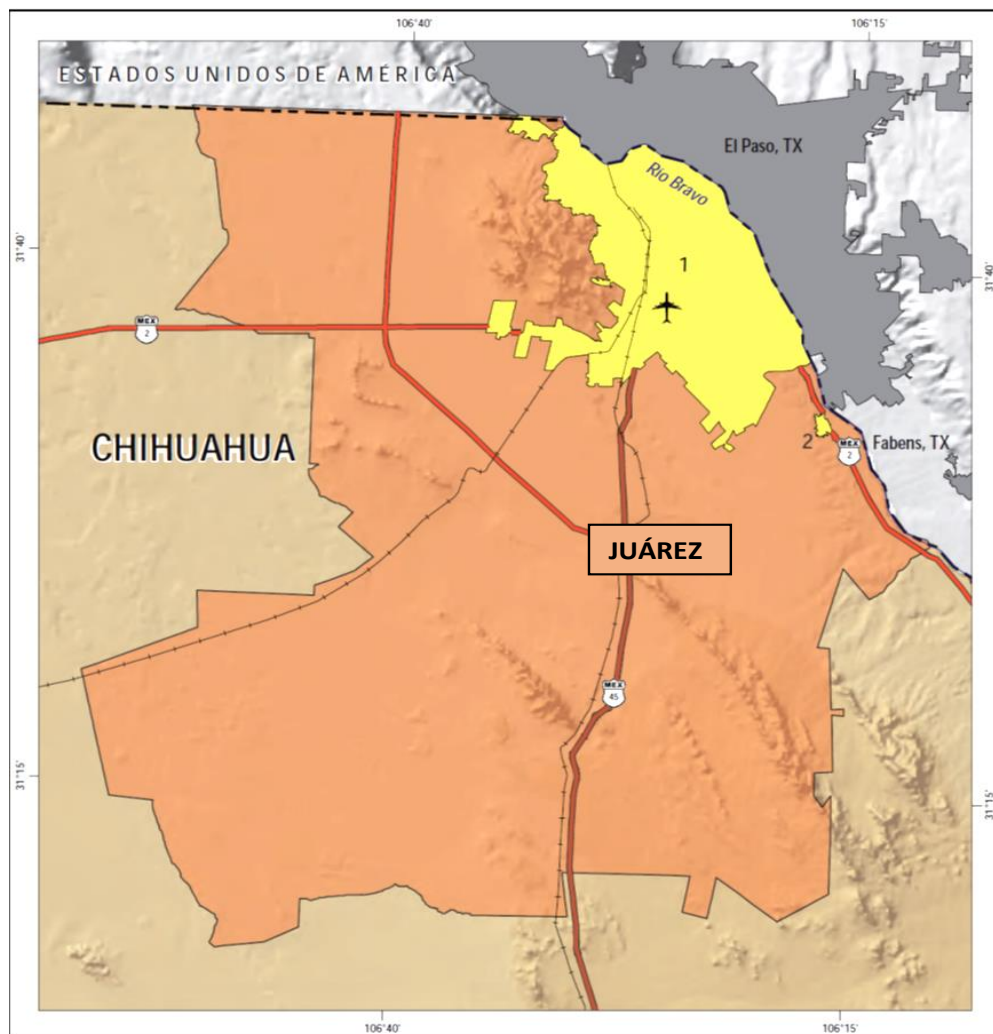 106°40'
106°15'
ESTADOS UNIDOS DE AMÉRICA
El Paso, TX
Río Bravo
31°40'
31°40'
1
MEX
2
CHIHUAHUA
2
MEX
2
Fabens, TX
JUÁREZ
MEX
45
31°15'
31°15'
106°40'
106°15'